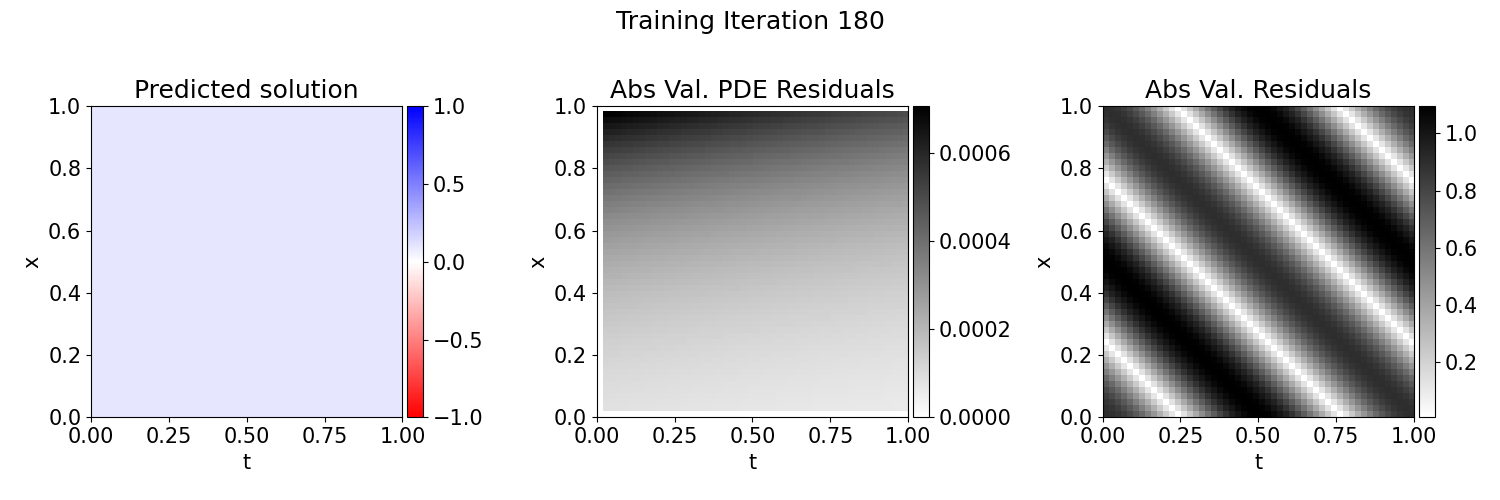 Training Iteration 180
Predicted solution
Abs Val. PDE Residuals
Abs Val. Residuals
1.0
0.8
0.6
0.4
0.2
0.0
x
0.00 0.25 0.50 0.75 1.00
t
1.0
0.5
0.0
−0.5
−1.0
1.0
0.8
0.6
0.4
0.2
0.0
x
0.00 0.25 0.50 0.75 1.00
t
0.0006
0.0004
0.0002
0.0000
1.0
0.8
0.6
0.4
0.2
0.0
x
0.00 0.25 0.50 0.75 1.00
t
1.0
0.8
0.6
0.4
0.2